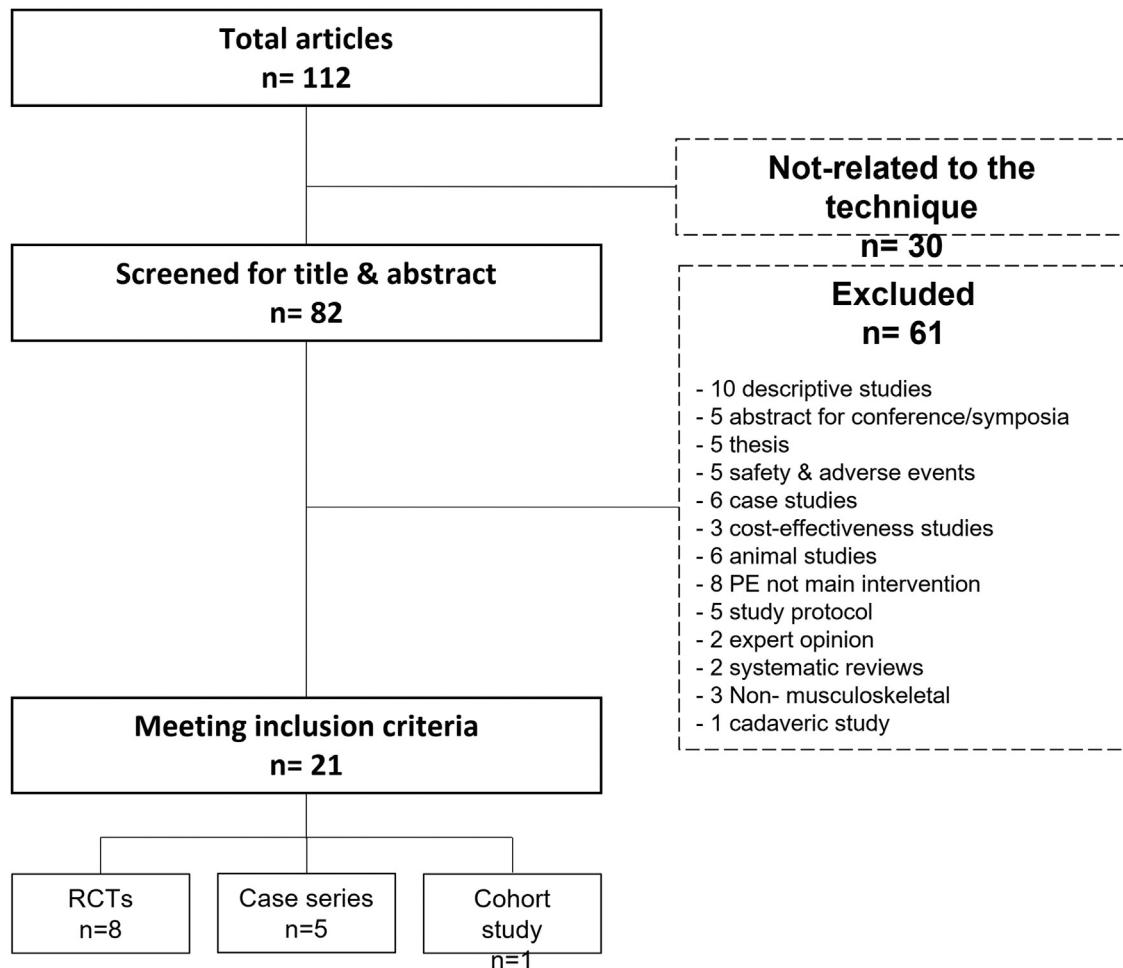 Total articles
n= 112
Not-related to the
technique
n= 30
Screened for title & abstract
n= 82
Excluded
n= 61
- 10 descriptive studies
- 5 abstract for conference/symposia
- 5 thesis
- 5 safety & adverse events
- 6 case studies
- 3 cost-effectiveness studies
- 6 animal studies
- 8 PE not main intervention
- 5 study protocol
- 2 expert opinion
- 2 systematic reviews
- 3 Non- musculoskeletal
- 1 cadaveric study
Meeting inclusion criteria
n= 21
RCTs
n=8
Case series
n=5
Cohort
study
n=1